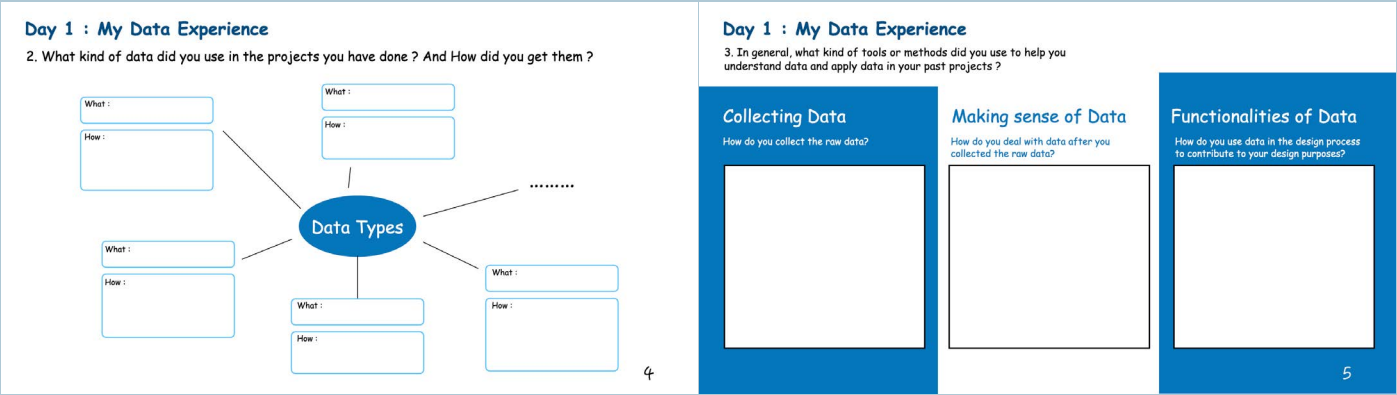 Day 1 : My Data Experience
2. What kind of data did you use in the projects you have done ? And How did you get them ?
What :
How :
What :
How :
.........
Data Types
What :
How :
What :
How :
What :
How :
4
Day 1 : My Data Experience
3. In general, what kind of tools or methods did you use to help you
understand data and apply data in your past projects ?
Collecting Data
How do you collect the raw data?
Making sense of Data
How do you deal with data after you
collected the raw data?
Functionalities of Data
How do you use data in the design process
to contribute to your design purposes?
5